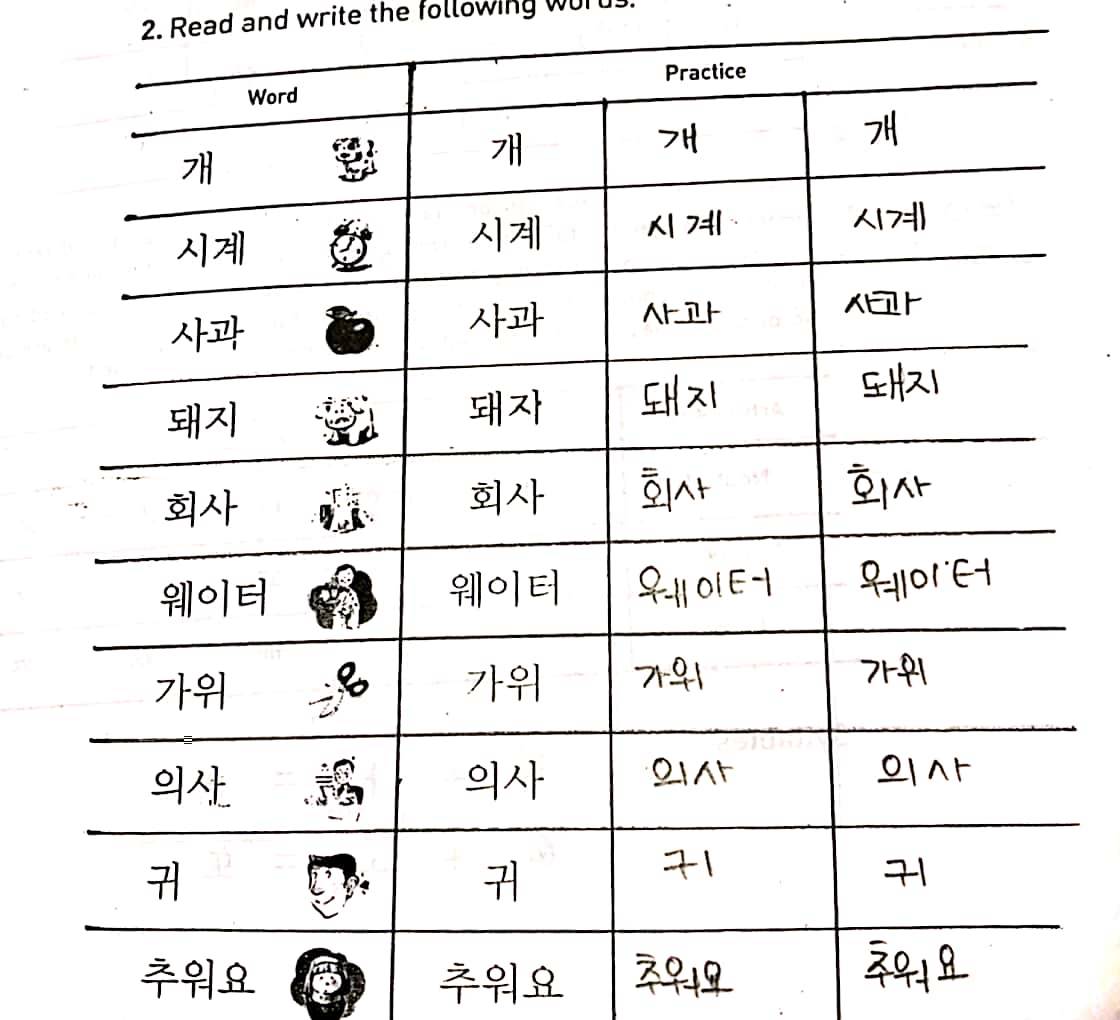 2. Read and write the following words.
Word Practice
개 개 개 개
시계 시계 시계 시계
사과 사과 사과 사과
돼지 돼자 돼지 돼지
회사 회사 회사 회사
웨이터 웨이터 웨이터 웨이터
가위 가위 가위 가위
의사 의사 의사 의사
귀 귀 귀 귀
추워요 추워요 추워요 추워요